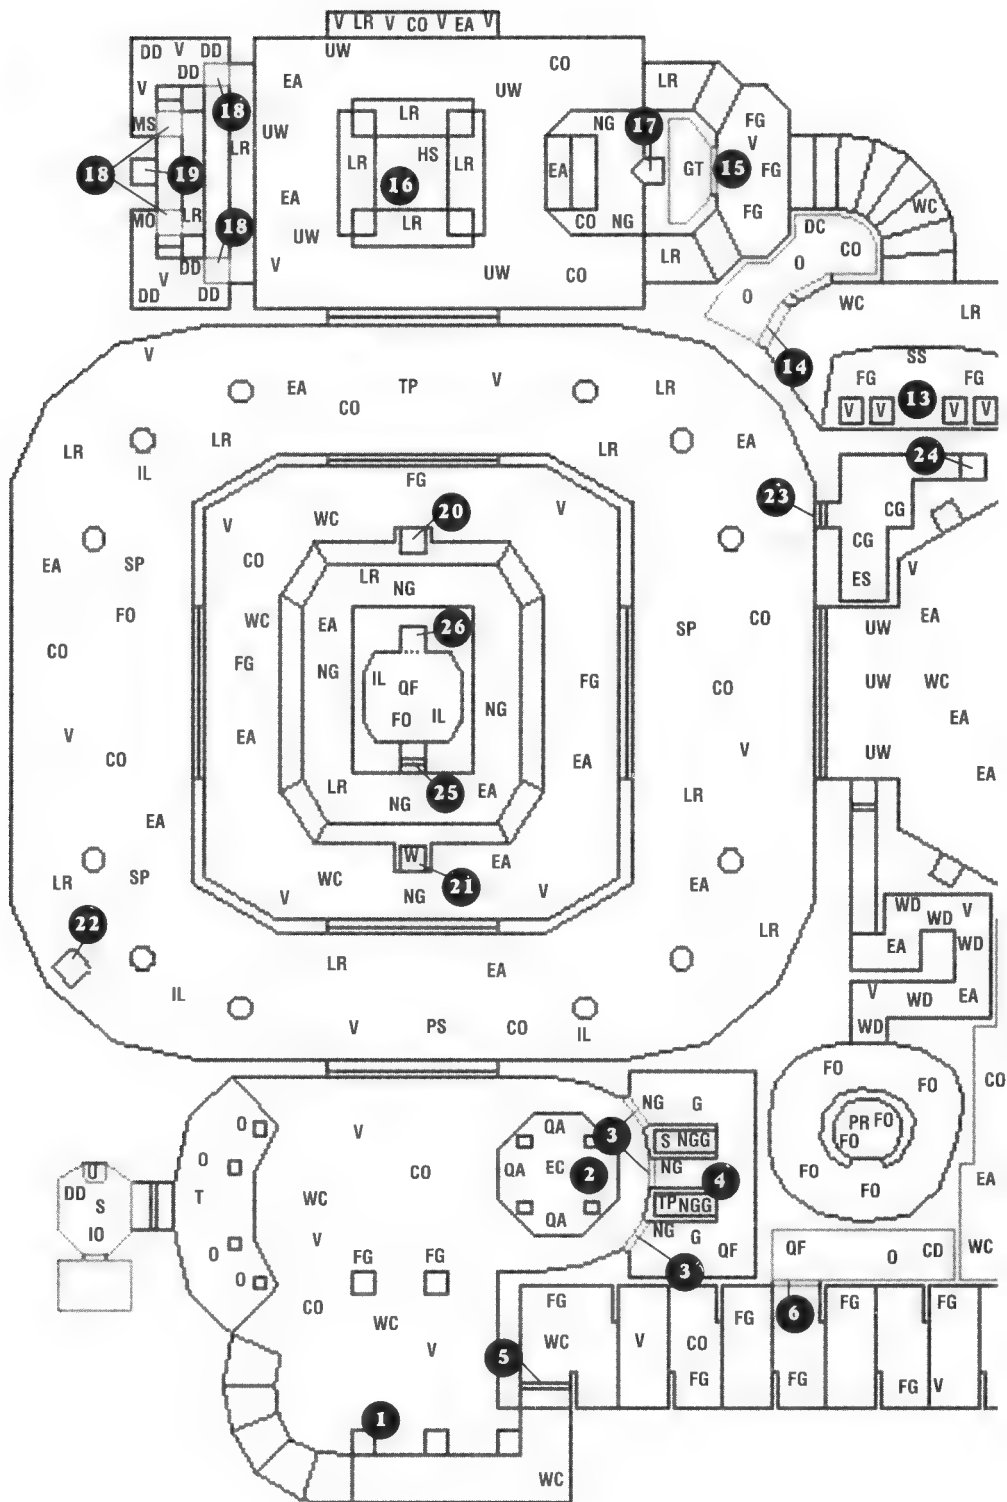 V LR V CO V EA V
DD V DD
UW
EA
CO
DD
LR
V
UW
FG
MS
18
UW
LR
NG
17
V
LR
LR
HS
LR
EA
GT
15
FG
18
19
16
EA
FG
WC
MO
LR
18
LR
CO
NG
DC
UW
CO
DD
V
LR
O
V
UW
CO
DD
DD
O
WC
LR
V
14
SS
EA
TP
V
LR
FG
13
FG
CO
V
V
V
V
LR
LR
LR
EA
IL
24
FG
23
20
CG
V
WC
V
CO
CG
EA
SP
V
LR
NG
ES
FO
WC
EA
26
SP
CO
EA
UW
CO
FG
NG
IL
QF
FG
UW
WC
CO
NG
FO
IL
EA
V
EA
V
UW
CO
EA
EA
LR
25
EA
LR
NG
EA
W
EA
SP
LR
WC
21
EA
NG
V
V
WD
WD
V
22
LR
EA
WD
LR
EA
IL
V
WD
EA
V
PS
CO
IL
WD
FO
FO
CO
NG
G
O
V
QA
3
S
NGG
PR
FO
FO
O
CO
QA
EC
2
NG
4
FO
FO
EA
DD
U
S
T
WC
TP
NGG
FO
IO
QA
NG
G
O
V
3
QF
QF
O
CD
WC
O
FG
FG
CO
FG
6
FG
FG
WC
V
5
WC
V
CO
FG
FG
FG
FG
V
1
WC